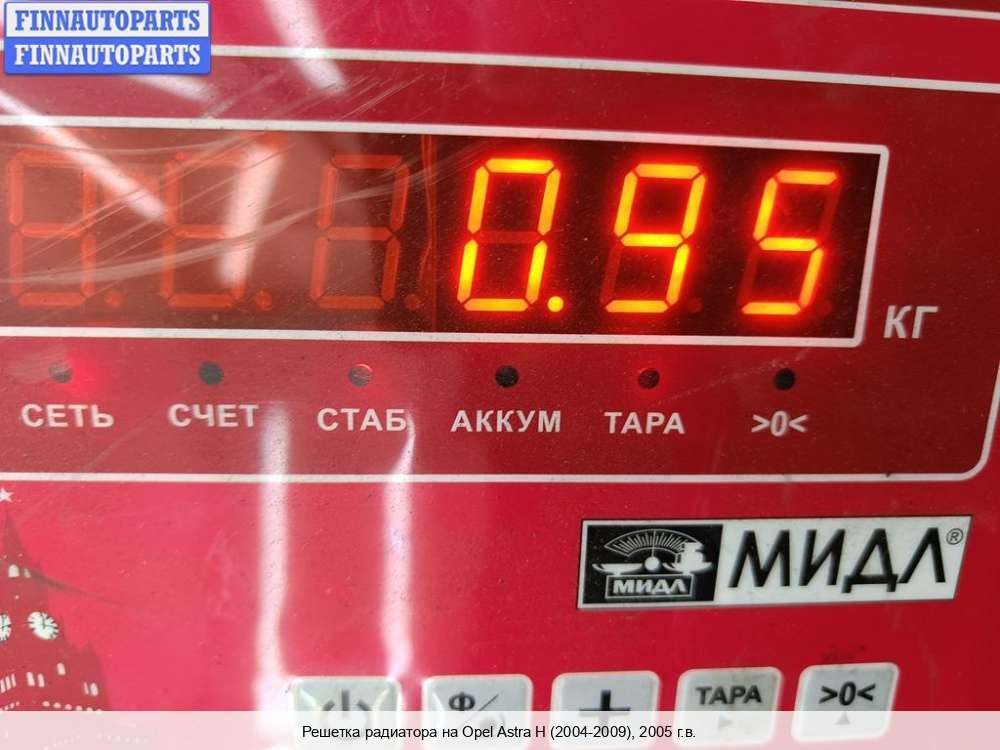 FINNAUTOPARTS
FINNAUTOPARTS
0.95
КГ
СЕТЬ СЧЕТ СТАБ АККУМ ТАРА >0<
МИДЛ МИДЛ®
Ф/ + ТАРА >0<
Решетка радиатора на Opel Astra H (2004-2009), 2005 г.в.